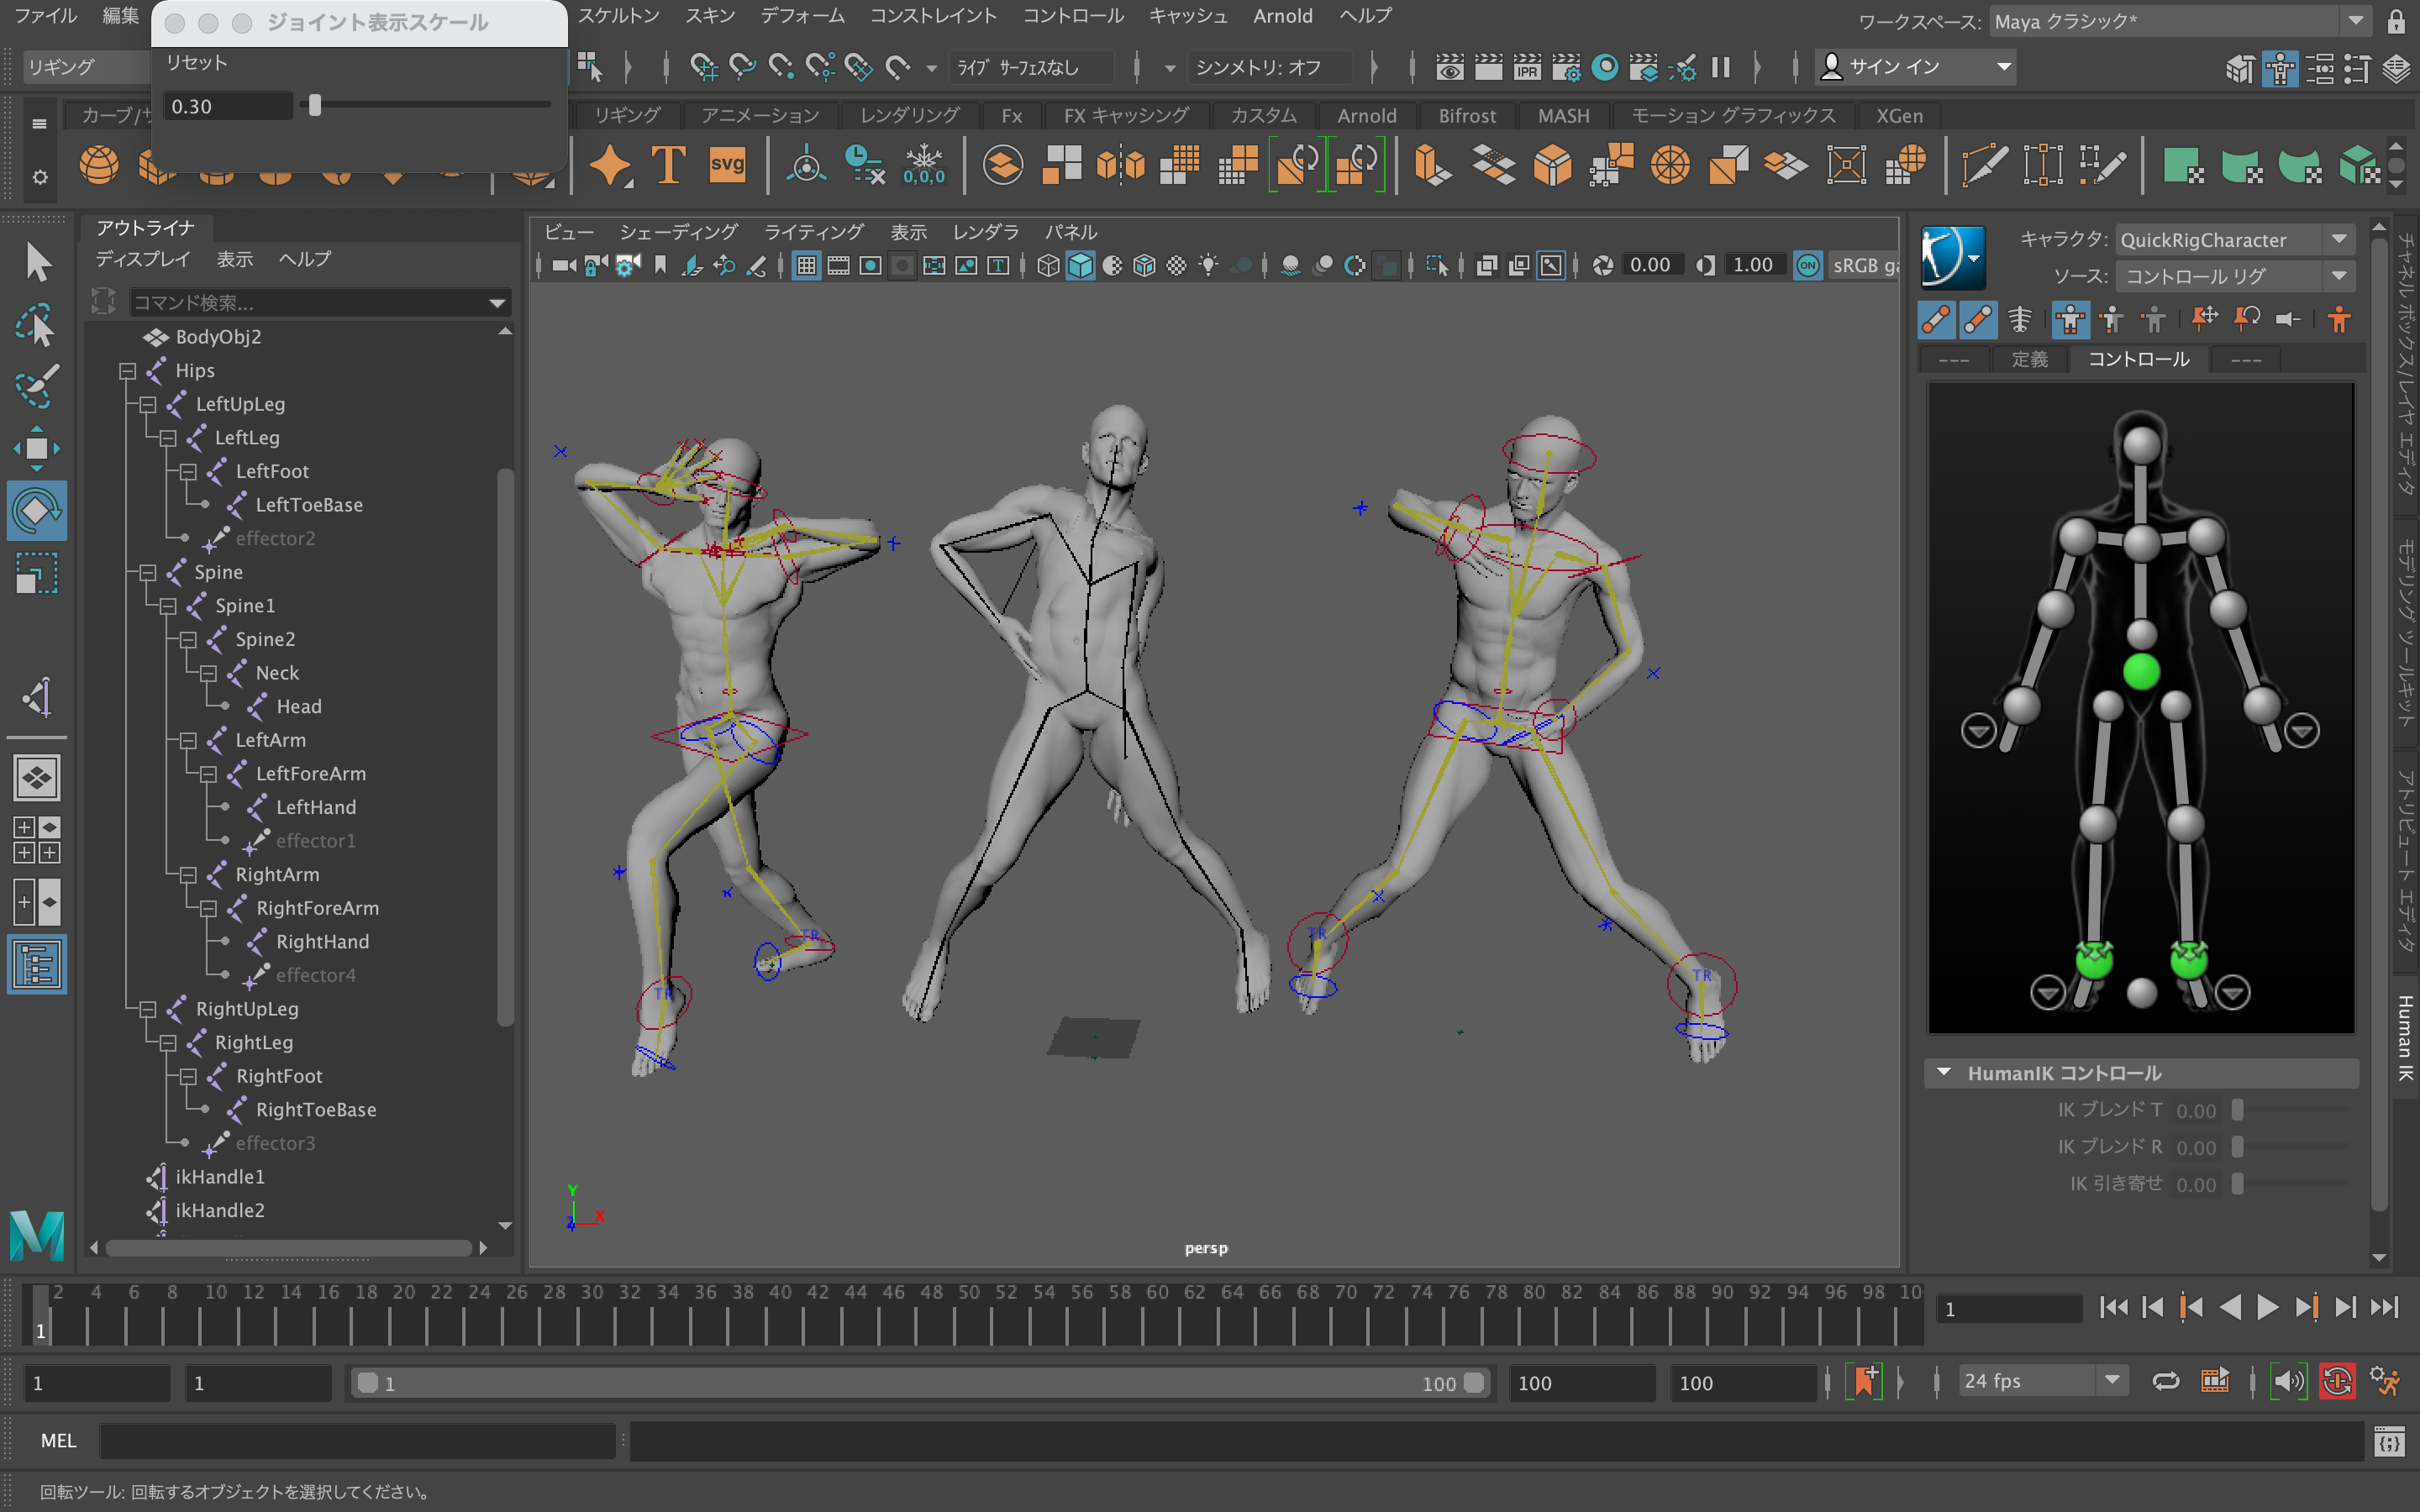 ファイル 編集 スケルトン スキン デフォーム コンストレイント コントロール キャッシュ Arnold ヘルプ
ワークスペース: Maya クラシック*
ジョイント表示スケール
リセット
0.30
リギング
ライブ サーフェスなし
シンメトリ: オフ
IPR
サイン イン
カーブ/サ リギング アニメーション レンダリング Fx FX キャッシング カスタム Arnold Bifrost MASH モーション グラフィックス XGen
T
svg
0,0,0
アウトライナ
ディスプレイ 表示 ヘルプ
コマンド検索...
BodyObj2
Hips
LeftUpLeg
LeftLeg
LeftFoot
LeftToeBase
effector2
Spine
Spine1
Spine2
Neck
Head
LeftArm
LeftForeArm
LeftHand
effector1
RightArm
RightForeArm
RightHand
effector4
RightUpLeg
RightLeg
RightFoot
RightToeBase
effector3
ikHandle1
ikHandle2
ビュー シェーディング ライティング 表示 レンダラ パネル
0.00 1.00 ON sRGB ga
TR
TR
TR
TR
Y
Z X
persp
キャラクタ: QuickRigCharacter
ソース: コントロール リグ
--- 定義 コントロール ---
HumanIK コントロール
IK ブレンド T 0.00
IK ブレンド R 0.00
IK 引き寄せ 0.00
チャネル ボックス/レイヤ エディタ
モデリング ツールキット
アトリビュート エディタ
Human IK
2 4 6 8 10 12 14 16 18 20 22 24 26 28 30 32 34 36 38 40 42 44 46 48 50 52 54 56 58 60 62 64 66 68 70 72 74 76 78 80 82 84 86 88 90 92 94 96 98 10
1
1
1 1 1 100 100 100 24 fps
MEL
回転ツール: 回転するオブジェクトを選択してください。